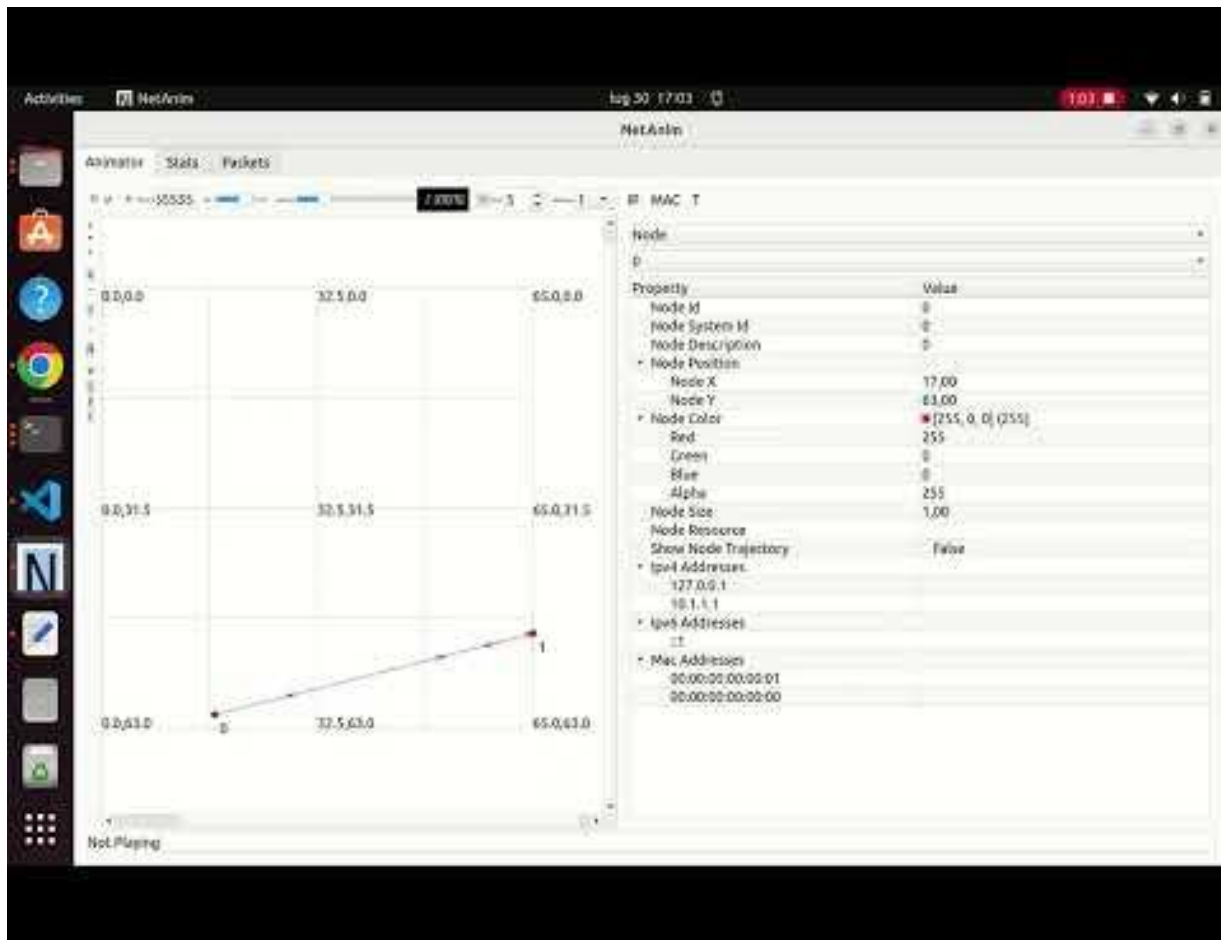 Activities NetAnim lug 30 17:03 1:03
NetAnim
Animator Stats Packets
IP MAC T
Node
0
0.0,0.0 32.5,0.0 65.0,0.0
0.0,31.5 32.5,31.5 65.0,31.5
1
0.0,63.0 0 32.5,63.0 65.0,63.0
Property Value
Node Id 0
Node System Id 0
Node Description 0
Node Position
Node X 17,00
Node Y 63,00
Node Color [255, 0, 0] (255)
Red 255
Green 0
Blue 0
Alpha 255
Node Size 1,00
Node Resource
Show Node Trajectory False
Ipv4 Addresses
127.0.0.1
10.1.1.1
Ipv6 Addresses
::1
Mac Addresses
00:00:00:00:00:01
00:00:00:00:00:00
Not Playing